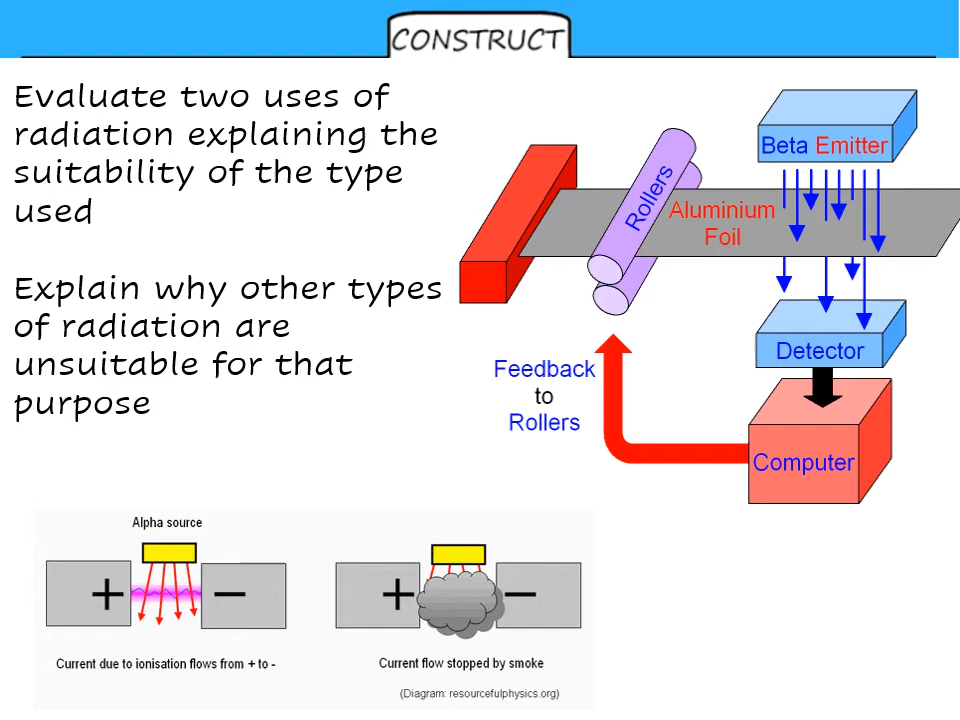 CONSTRUCT
Evaluate two uses of
radiation explaining the
suitability of the type
used
Explain why other types
of radiation are
unsuitable for that
purpose
Beta Emitter
Rollers
Aluminium
Foil
Detector
Feedback
to
Rollers
Computer
Alpha source
+
−
+
−
Current due to ionisation flows from + to -
Current flow stopped by smoke
(Diagram: resourcefulphysics.org)